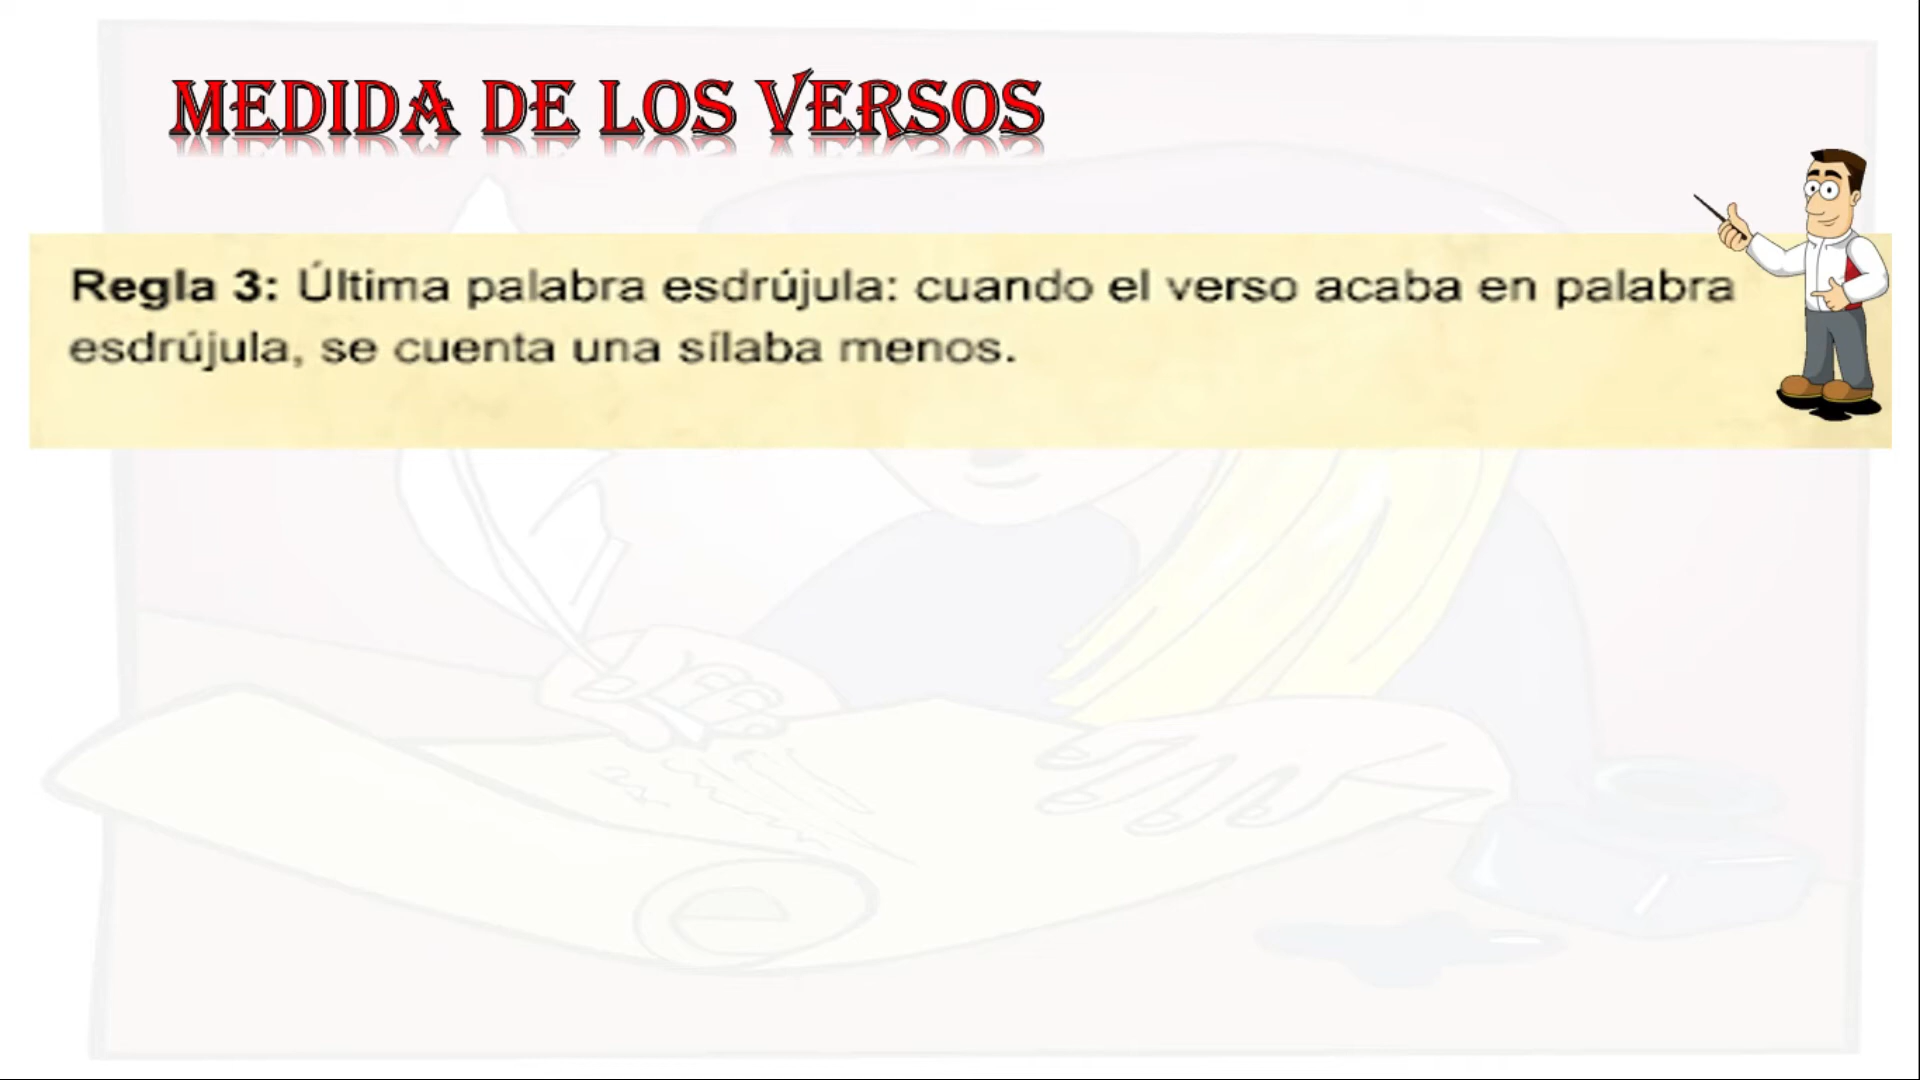 MEDIDA DE LOS VERSOS
Regla 3: Última palabra esdrújula: cuando el verso acaba en palabra
esdrújula, se cuenta una sílaba menos.